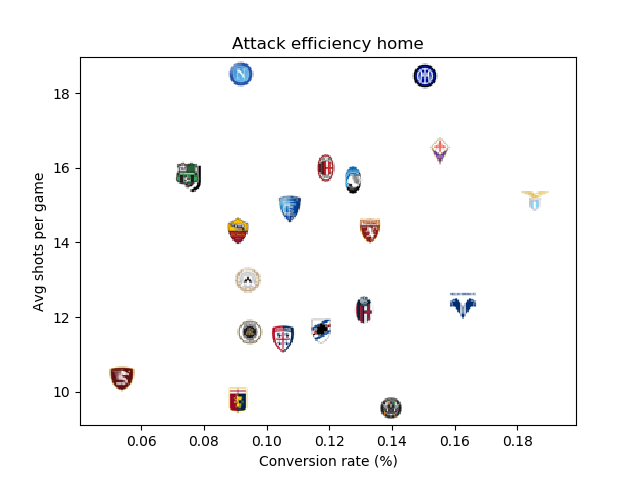 Attack efficiency home
Avg shots per game
18
16
14
12
10
0.06 0.08 0.10 0.12 0.14 0.16 0.18
Conversion rate (%)